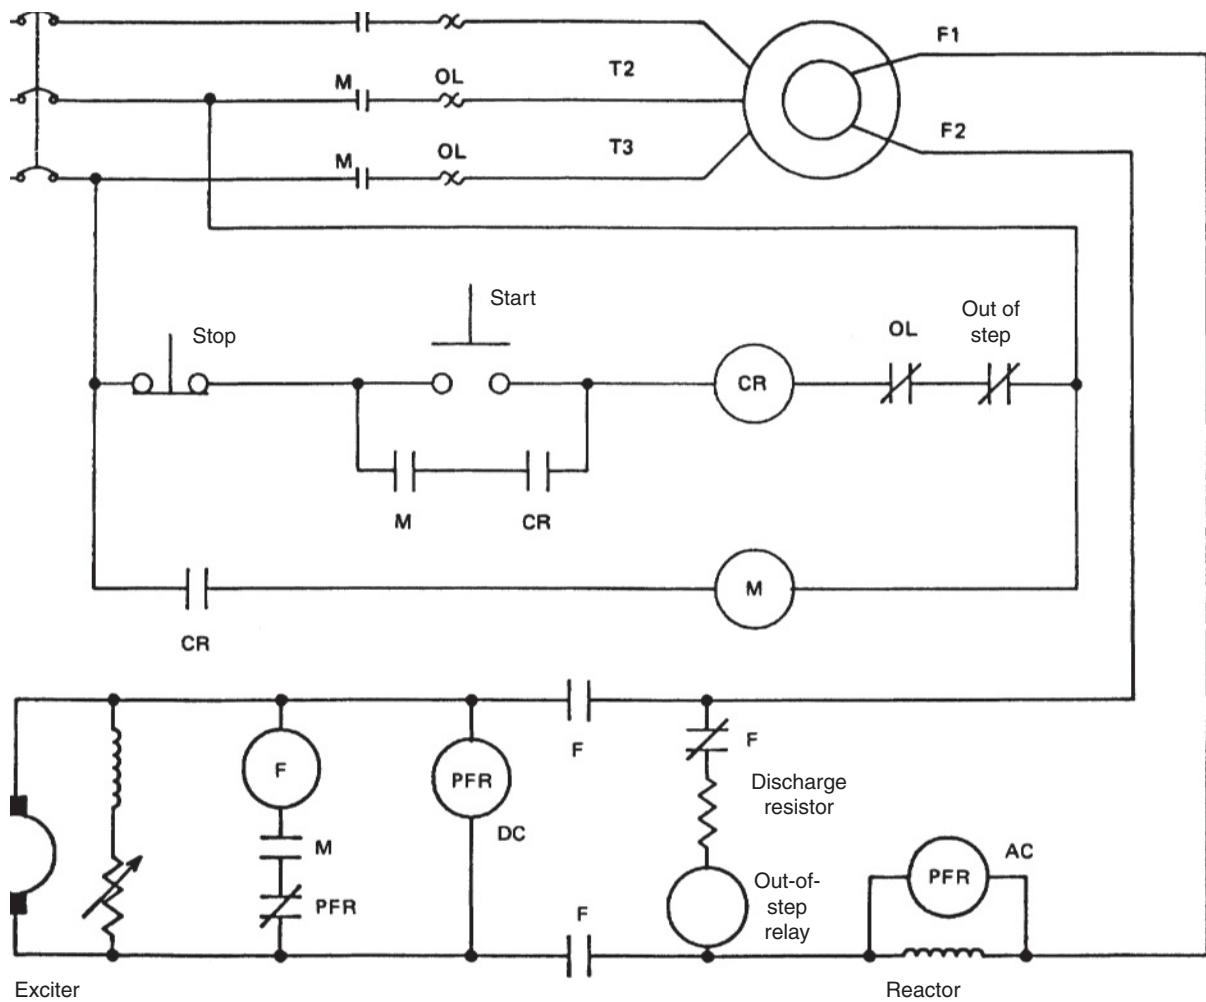 F1
T2
M
OL
F2
M
OL
T3
Start
Stop
Out of
step
OL
CR
M
CR
M
CR
F
F
PFR
Discharge
resistor
DC
M
AC
PFR
Out-of-
step
relay
PFR
F
Exciter
Reactor